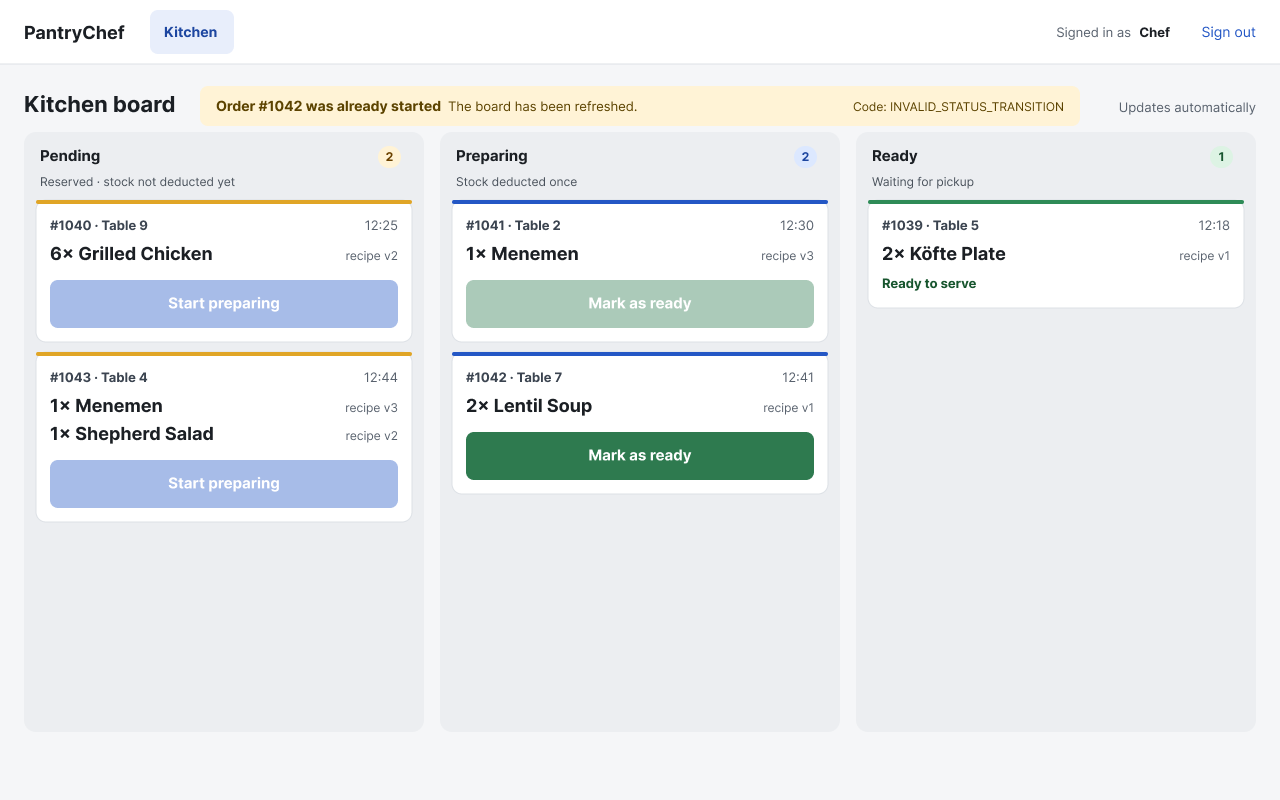 PantryChef Kitchen Signed in as Chef Sign out
Kitchen board
Order #1042 was already started The board has been refreshed. Code: INVALID_STATUS_TRANSITION
Updates automatically
Pending 2
Reserved · stock not deducted yet
#1040 · Table 9 12:25
6× Grilled Chicken recipe v2
Start preparing
#1043 · Table 4 12:44
1× Menemen recipe v3
1× Shepherd Salad recipe v2
Start preparing
Preparing 2
Stock deducted once
#1041 · Table 2 12:30
1× Menemen recipe v3
Mark as ready
#1042 · Table 7 12:41
2× Lentil Soup recipe v1
Mark as ready
Ready 1
Waiting for pickup
#1039 · Table 5 12:18
2× Köfte Plate recipe v1
Ready to serve